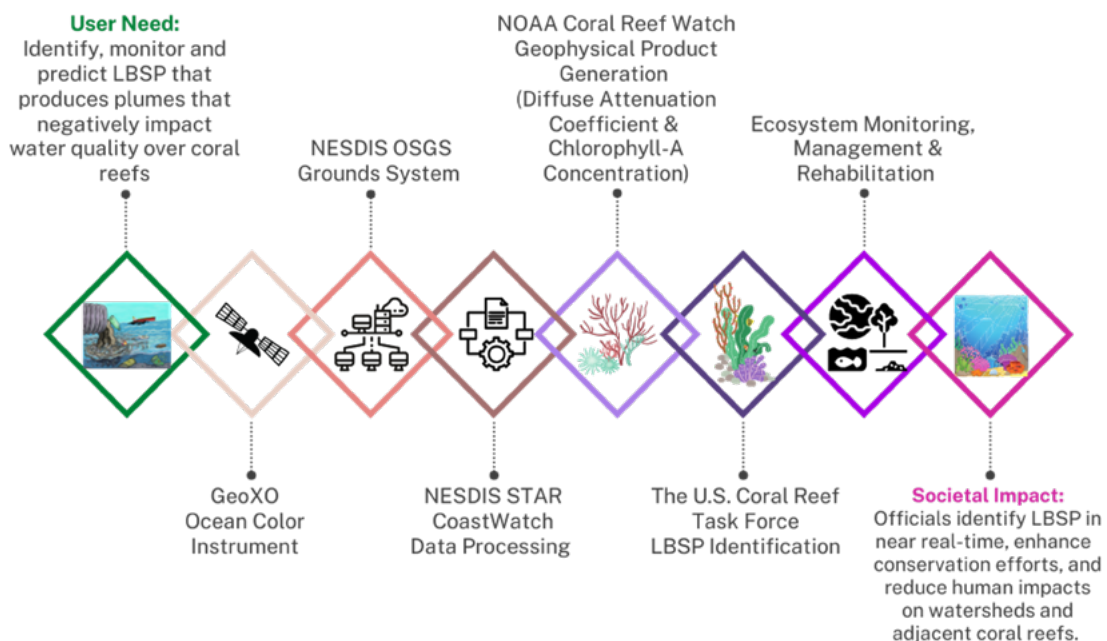 User Need:
Identify, monitor and
predict LBSP that
produces plumes that
negatively impact
water quality over coral
reefs
GeoXO
Ocean Color
Instrument
NESDIS OSGS
Grounds System
NESDIS STAR
CoastWatch
Data Processing
NOAA Coral Reef Watch
Geophysical Product
Generation
(Diffuse Attenuation
Coefficient &
Chlorophyll-A
Concentration)
The U.S. Coral Reef
Task Force
LBSP Identification
Ecosystem Monitoring,
Management &
Rehabilitation
Societal Impact:
Officials identify LBSP in
near real-time, enhance
conservation efforts, and
reduce human impacts
on watersheds and
adjacent coral reefs.